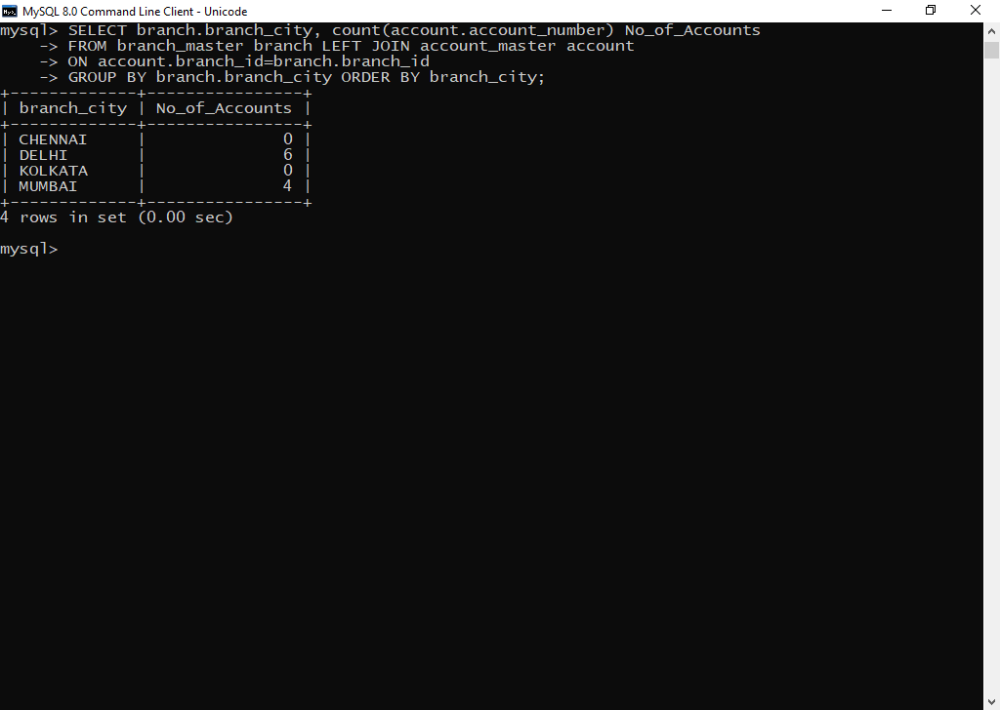 MySQL 8.0 Command Line Client - Unicode
mysql> SELECT branch.branch_city, count(account.account_number) No_of_Accounts
    -> FROM branch_master branch LEFT JOIN account_master account
    -> ON account.branch_id=branch.branch_id
    -> GROUP BY branch.branch_city ORDER BY branch_city;
+-------------+----------------+
| branch_city | No_of_Accounts |
+-------------+----------------+
| CHENNAI     |              0 |
| DELHI       |              6 |
| KOLKATA     |              0 |
| MUMBAI      |              4 |
+-------------+----------------+
4 rows in set (0.00 sec)
mysql>